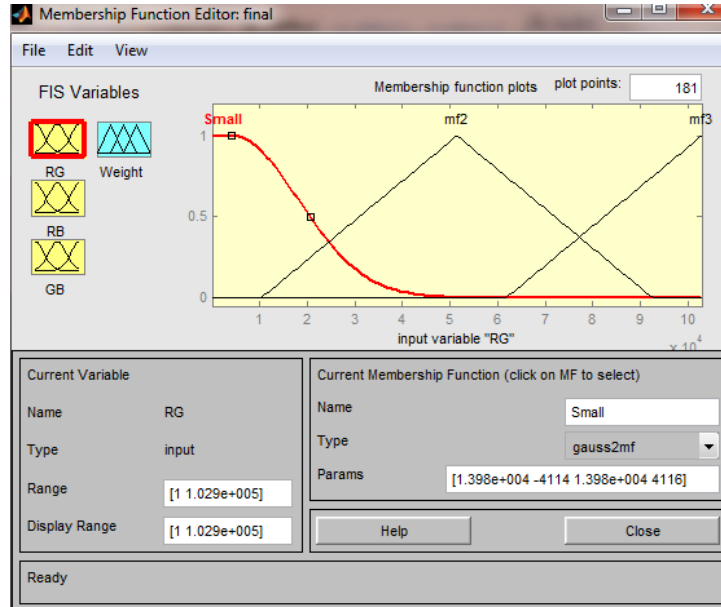 Membership Function Editor: final
File Edit View
FIS Variables
Membership function plots plot points: 181
RG Weight
RB
GB
Small mf2 mf3
1
0.5
0
1 2 3 4 5 6 7 8 9 10
input variable "RG"
x 10^4
Current Variable
Name RG
Type input
Range [1 1.029e+005]
Display Range [1 1.029e+005]
Current Membership Function (click on MF to select)
Name Small
Type gauss2mf
Params [1.398e+004 -4114 1.398e+004 4116]
Help Close
Ready